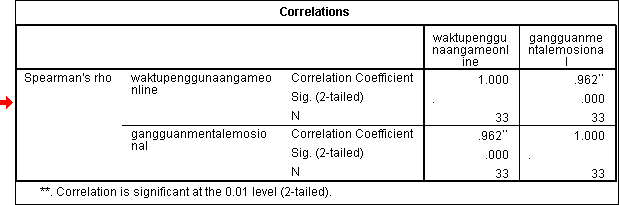 Correlations
waktupenggu gangguanme
naangameonl ntalemosiona
ine l
Spearman's rho waktupenggunaangameo Correlation Coefficient 1.000 .962**
nline Sig. (2-tailed) . .000
N 33 33
gangguanmentalemosio Correlation Coefficient .962** 1.000
nal Sig. (2-tailed) .000 .
N 33 33
**. Correlation is significant at the 0.01 level (2-tailed).